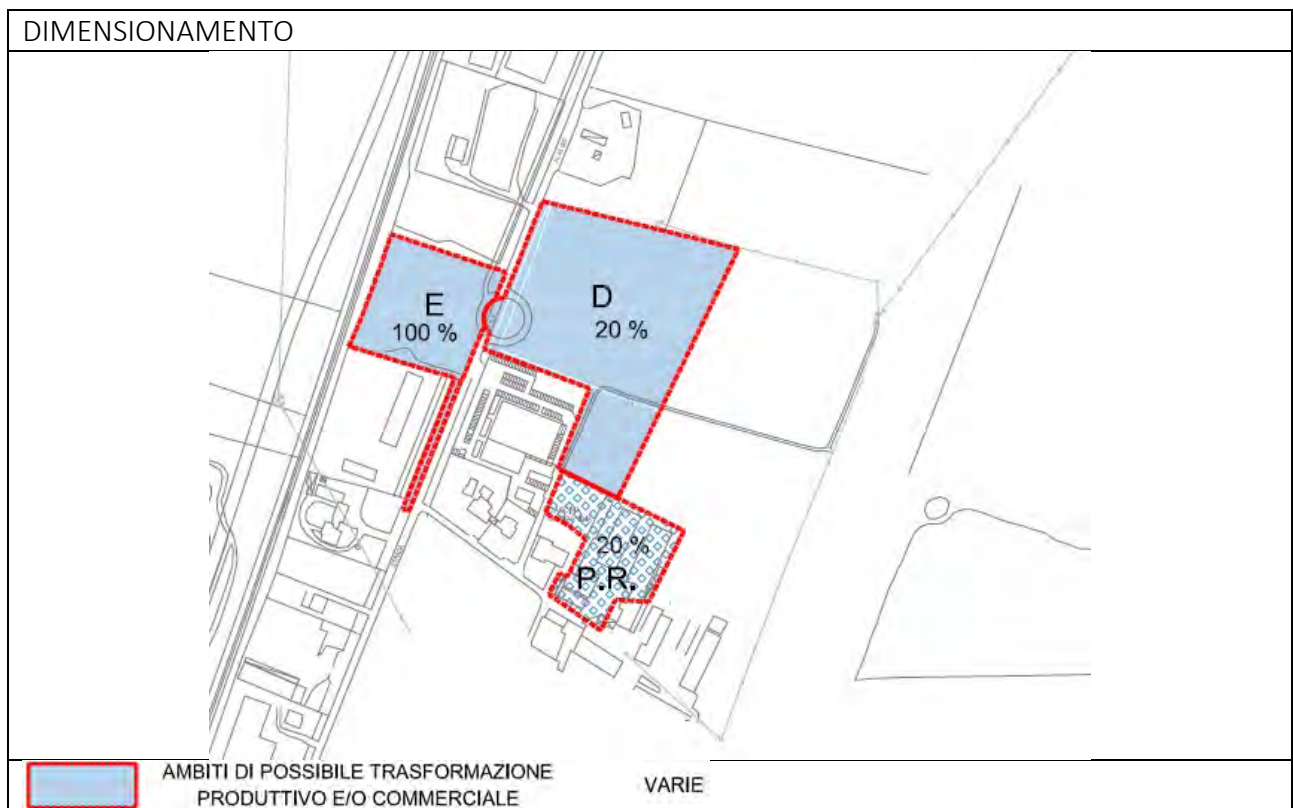 DIMENSIONAMENTO
E
100 %
D
20 %
20 %
P.R.
AMBITI DI POSSIBILE TRASFORMAZIONE
PRODUTTIVO E/O COMMERCIALE
VARIE